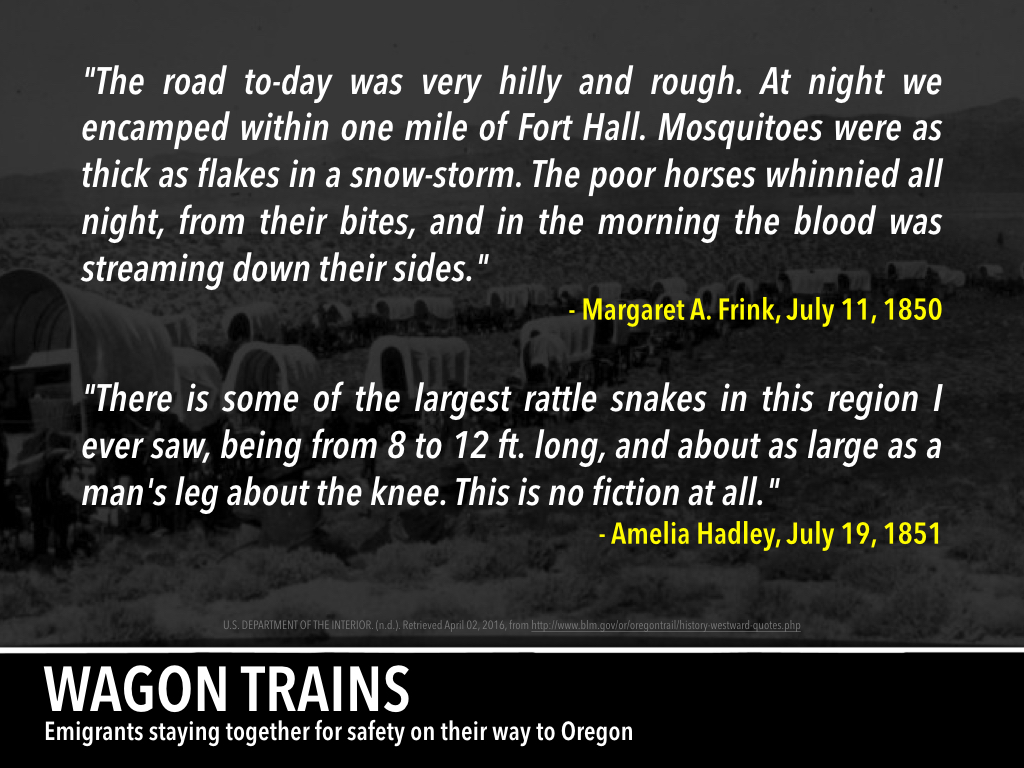 "The road to-day was very hilly and rough. At night we
encamped within one mile of Fort Hall. Mosquitoes were as
thick as flakes in a snow-storm. The poor horses whinnied all
night, from their bites, and in the morning the blood was
streaming down their sides."
- Margaret A. Frink, July 11, 1850
"There is some of the largest rattle snakes in this region I
ever saw, being from 8 to 12 ft. long, and about as large as a
man's leg about the knee. This is no fiction at all."
- Amelia Hadley, July 19, 1851
U.S. DEPARTMENT OF THE INTERIOR. (n.d.). Retrieved April 02, 2016, from http://www.blm.gov/or/oregontrail/history-westward-quotes.php
WAGON TRAINS
Emigrants staying together for safety on their way to Oregon